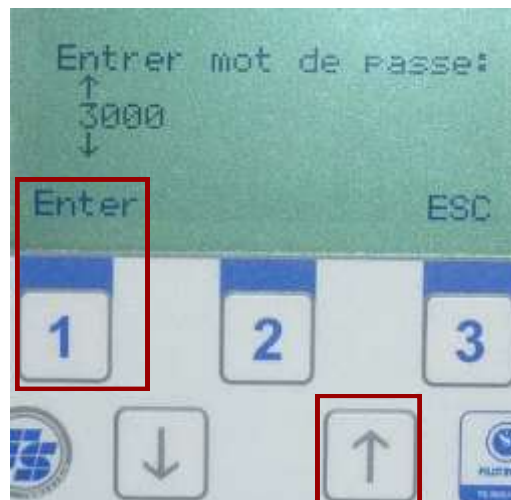 Entrer mot de passe:
↑
3000
↓
Enter ESC
1 2 3
↓ ↑